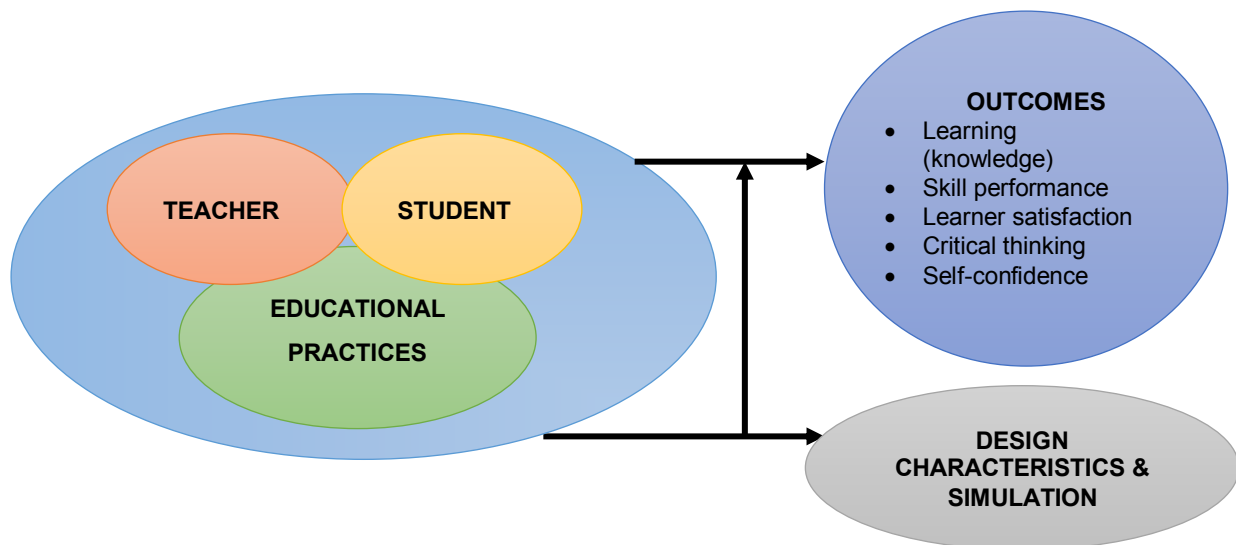 TEACHER
STUDENT
EDUCATIONAL
PRACTICES
OUTCOMES
• Learning
(knowledge)
• Skill performance
• Learner satisfaction
• Critical thinking
• Self-confidence
DESIGN
CHARACTERISTICS &
SIMULATION